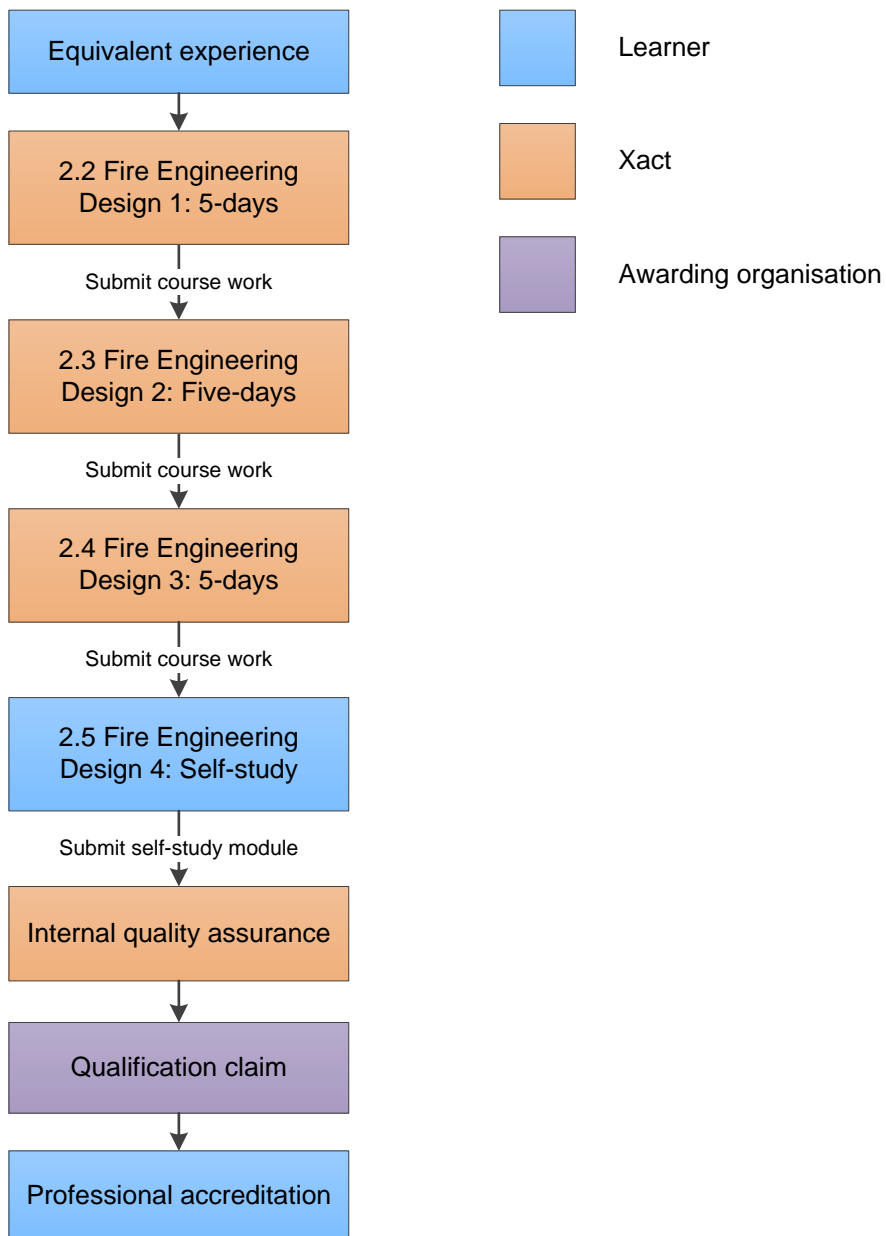 Equivalent experience
2.2 Fire Engineering
Design 1: 5-days
Submit course work
2.3 Fire Engineering
Design 2: Five-days
Submit course work
2.4 Fire Engineering
Design 3: 5-days
Submit course work
2.5 Fire Engineering
Design 4: Self-study
Submit self-study module
Internal quality assurance
Qualification claim
Professional accreditation
Learner
Xact
Awarding organisation